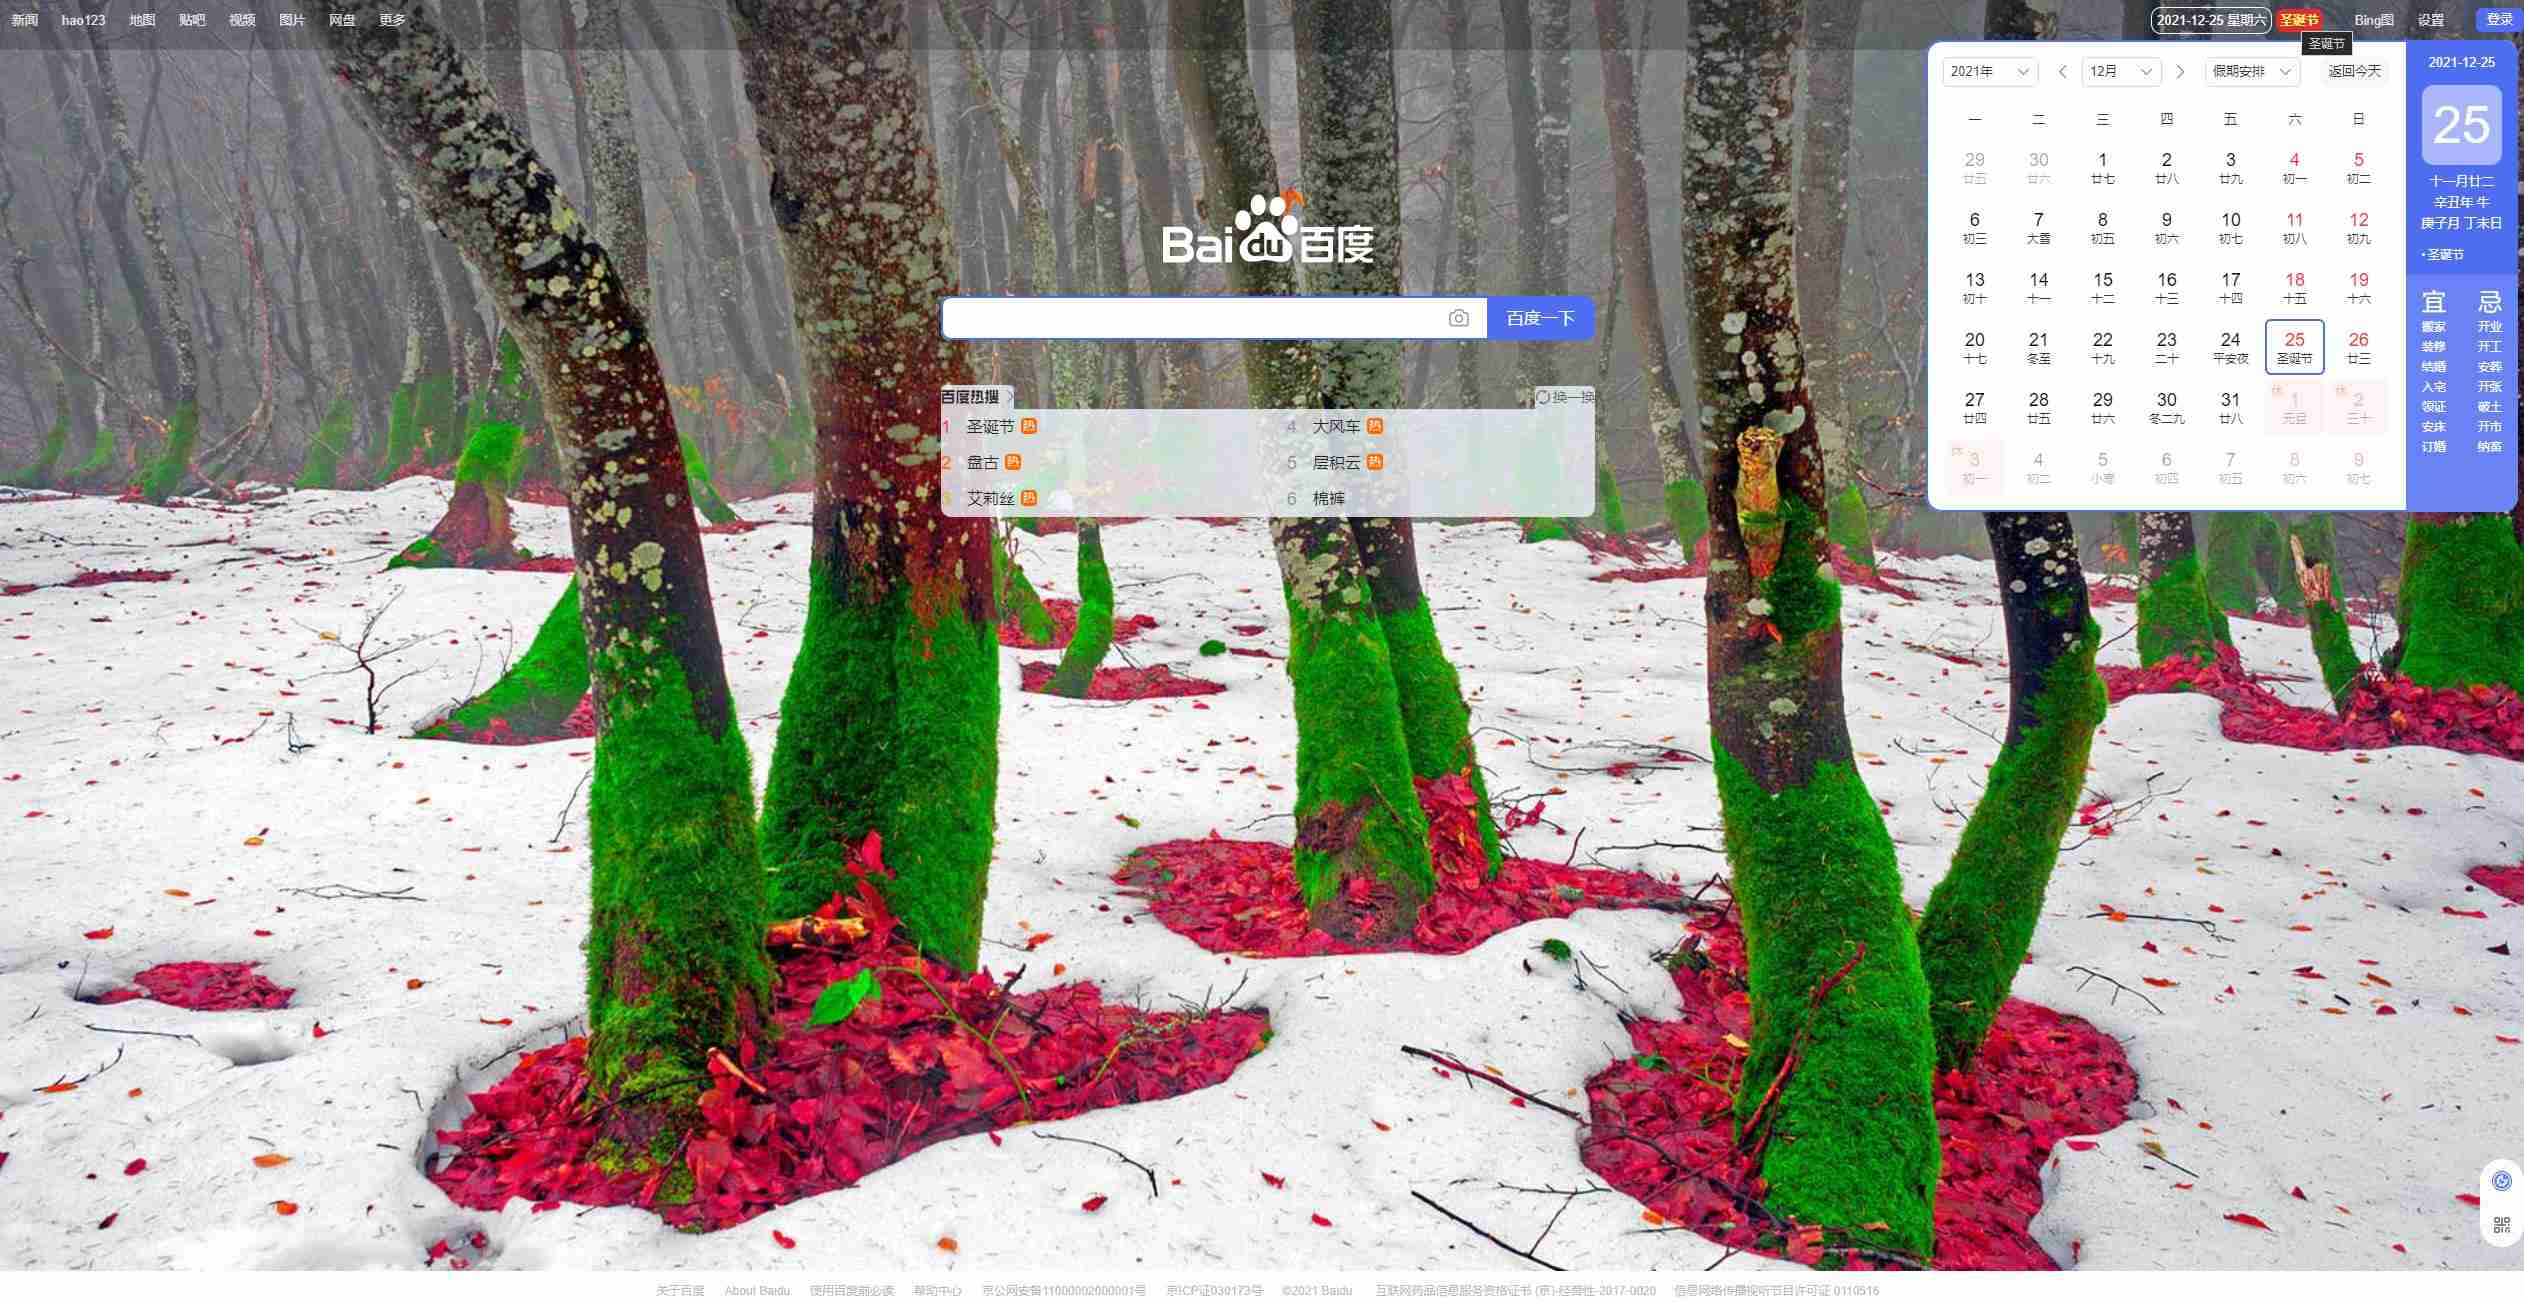 新闻 hao123 地图 贴吧 视频 图片 网盘 更多
2021-12-25 星期六 圣诞节 Bing图 设置 登录
圣诞节
2021年 12月 假期安排 返回今天
一 二 三 四 五 六 日
29 30 1 2 3 4 5
廿五 廿六 廿七 廿八 廿九 初一 初二
6 7 8 9 10 11 12
初三 大雪 初五 初六 初七 初八 初九
13 14 15 16 17 18 19
初十 十一 十二 十三 十四 十五 十六
20 21 22 23 24 25 26
十七 冬至 十九 二十 平安夜 圣诞节 廿三
27 28 29 30 31 休 1 休 2
廿四 廿五 廿六 冬二九 廿八 元旦 三十
休 3 4 5 6 7 8 9
初一 初二 小寒 初四 初五 初六 初七
2021-12-25
25
十一月廿二
辛丑年 牛
庚子月 丁未日
•圣诞节
宜 忌
搬家 开业
装修 开工
结婚 安葬
入宅 开张
领证 破土
安床 开市
订婚 纳畜
Bai du 百度
百度一下
百度热搜 换一换
1 圣诞节 热 4 大风车 热
2 盘古 热 5 层积云 热
3 艾莉丝 热 6 棉裤
关于百度 About Baidu 使用百度前必读 帮助中心 京公网安备11000002000001号 京ICP证030173号 ©2021 Baidu 互联网药品信息服务资格证书 (京)-经营性-2017-0020 信息网络传播视听节目许可证 0110516